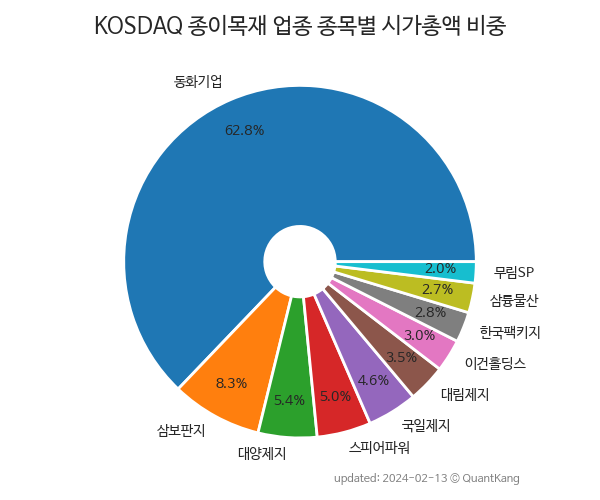 KOSDAQ 종이목재 업종 종목별 시가총액 비중
동화기업
62.8%
2.0%
무림SP
2.7%
삼륭물산
2.8%
한국팩키지
3.0%
이건홀딩스
3.5%
대림제지
4.6%
국일제지
5.0%
스피어파워
5.4%
대양제지
8.3%
삼보판지
updated: 2024-02-13 © QuantKang